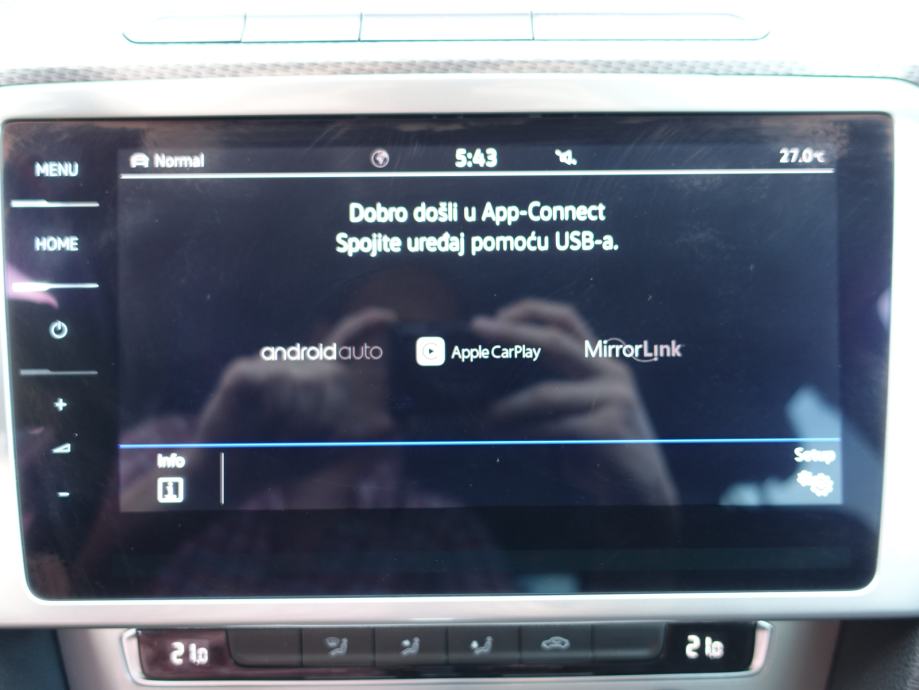 MENU
Normal
5:43
27.0°C
Dobro došli u App-Connect
HOME
Spojite uređaj pomoću USB-a.
androidauto
Apple CarPlay
MirrorLink
+
-
Info
Setup
21.0
21.0